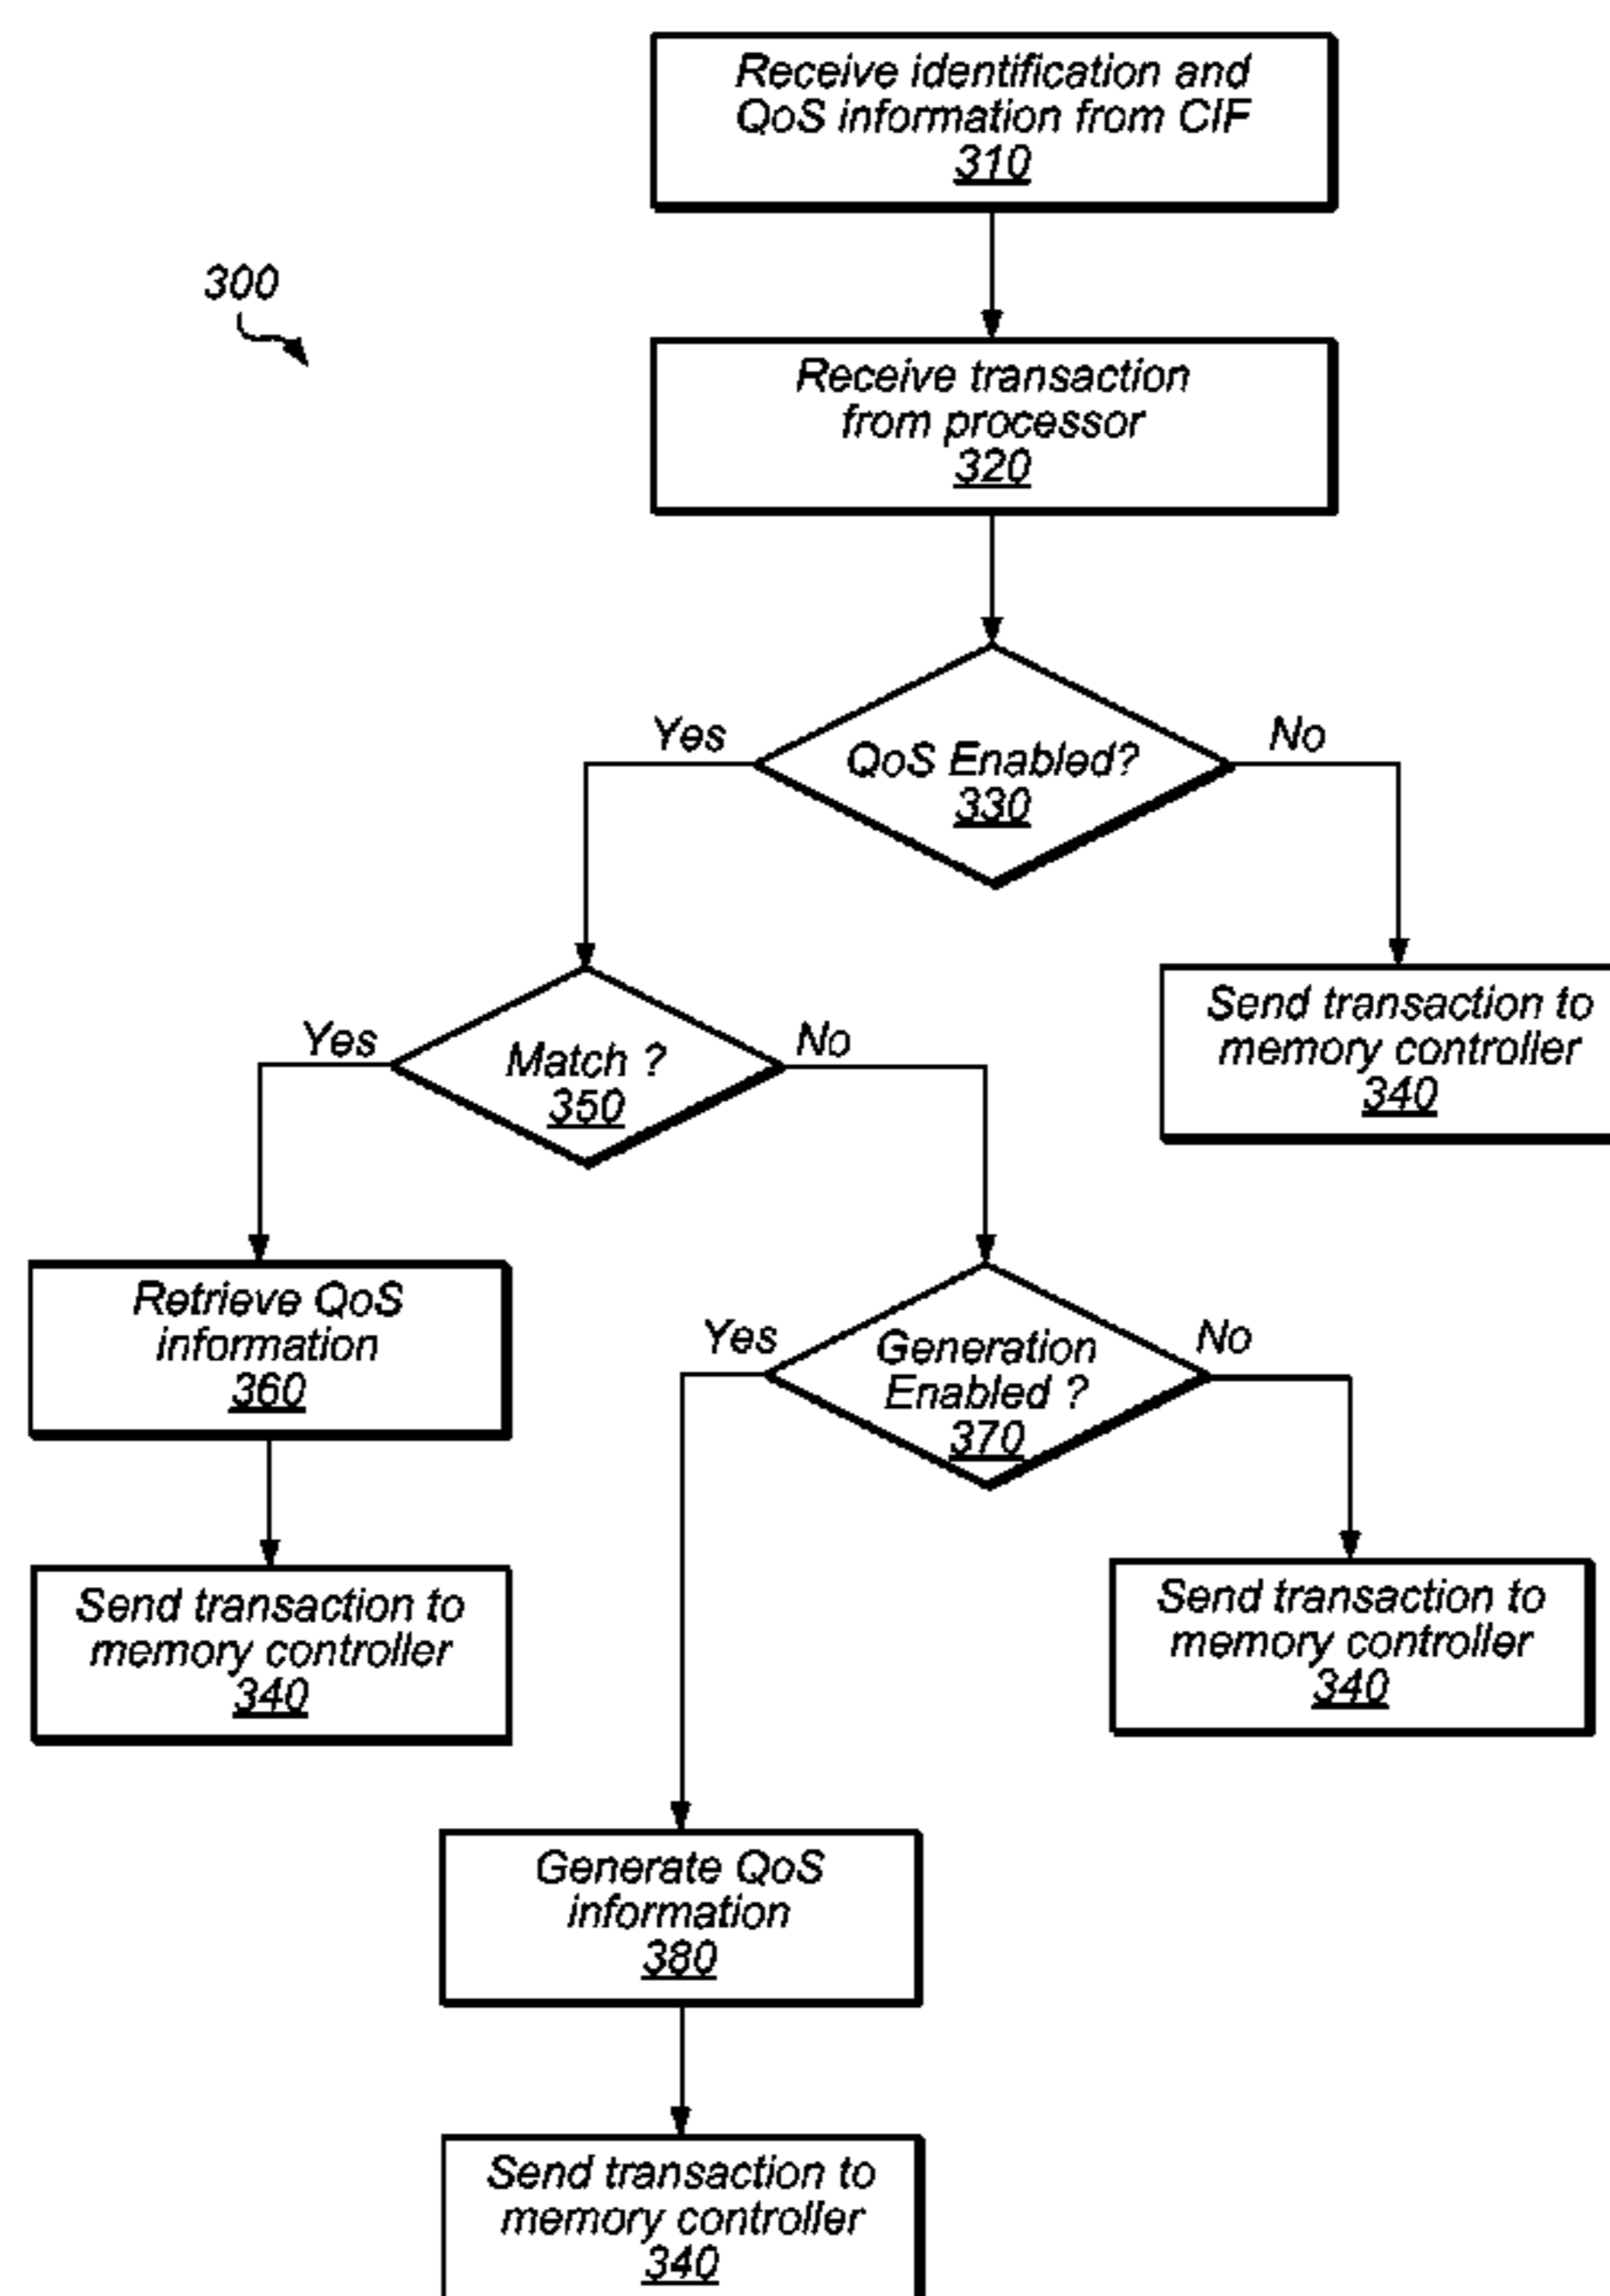 Receive identification and
QoS information from CIF
310
300
Receive transaction
from processor
320
Yes
No
QoS Enabled?
330
Send transaction to
memory controller
340
Yes
No
Match ?
350
Retrieve QoS
information
360
Yes
No
Generation
Enabled ?
370
Send transaction to
memory controller
340
Send transaction to
memory controller
340
Generate QoS
information
380
Send transaction to
memory controller
340